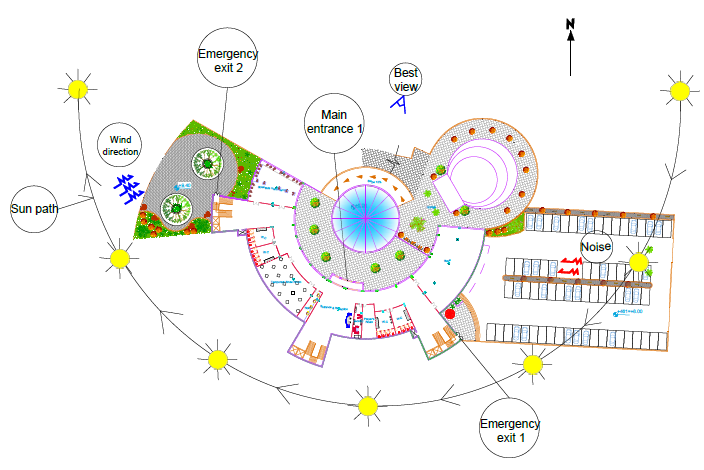 N
Emergency
exit 2
Best
view
Main
entrance 1
Wind
direction
Sun path
Noise
Emergency
exit 1